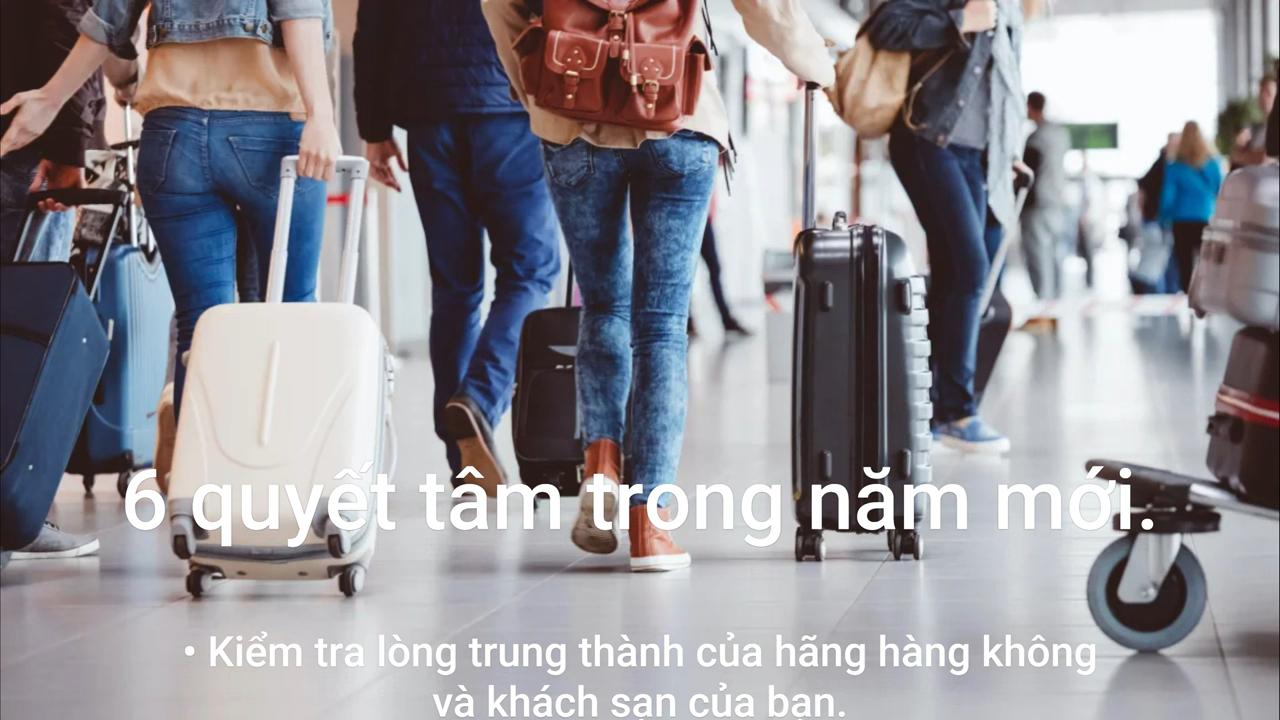 6 quyết tâm trong năm mới.
• Kiểm tra lòng trung thành của hãng hàng không
và khách sạn của bạn.